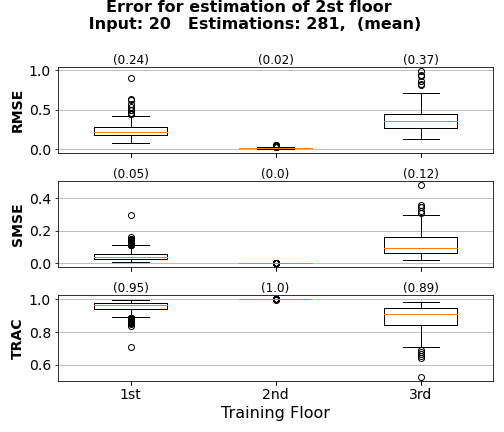 Error for estimation of 2st floor
Input: 20 Estimations: 281, (mean)
(0.24) (0.02) (0.37)
1.0
0.5
0.0
RMSE
(0.05) (0.0) (0.12)
0.4
0.2
0.0
SMSE
(0.95) (1.0) (0.89)
1.0
0.8
0.6
TRAC
1st 2nd 3rd
Training Floor